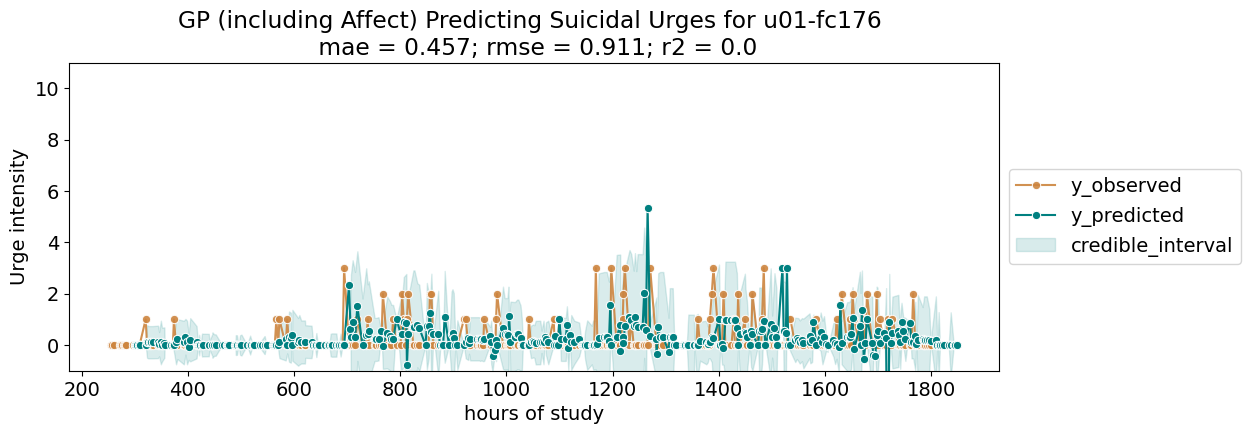 GP (including Affect) Predicting Suicidal Urges for u01-fc176
mae = 0.457; rmse = 0.911; r2 = 0.0
10
8
6
4
2
0
Urge intensity
200 400 600 800 1000 1200 1400 1600 1800
hours of study
y_observed
y_predicted
credible_interval